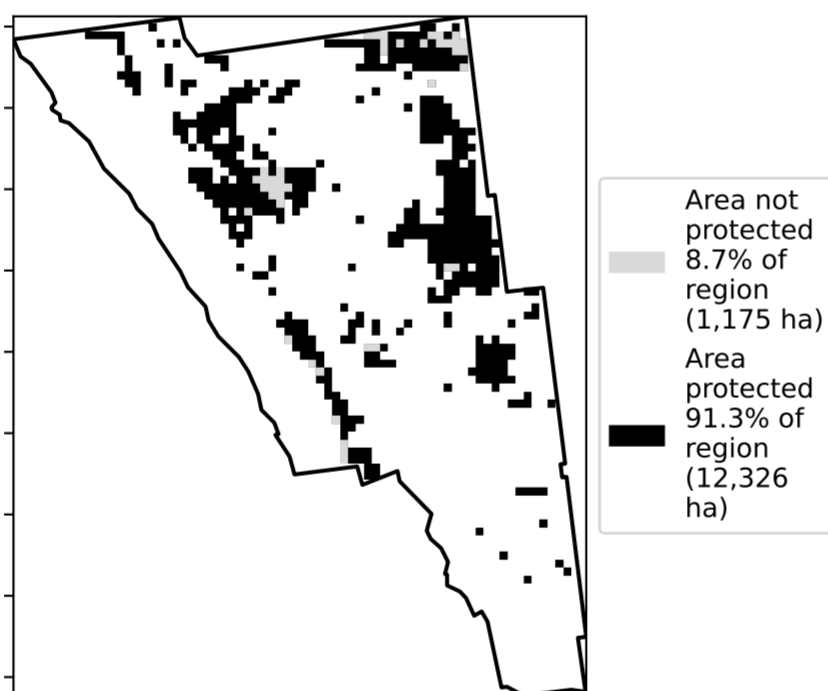 Area not
protected
8.7% of
region
(1,175 ha)
Area
protected
91.3% of
region
(12,326
ha)